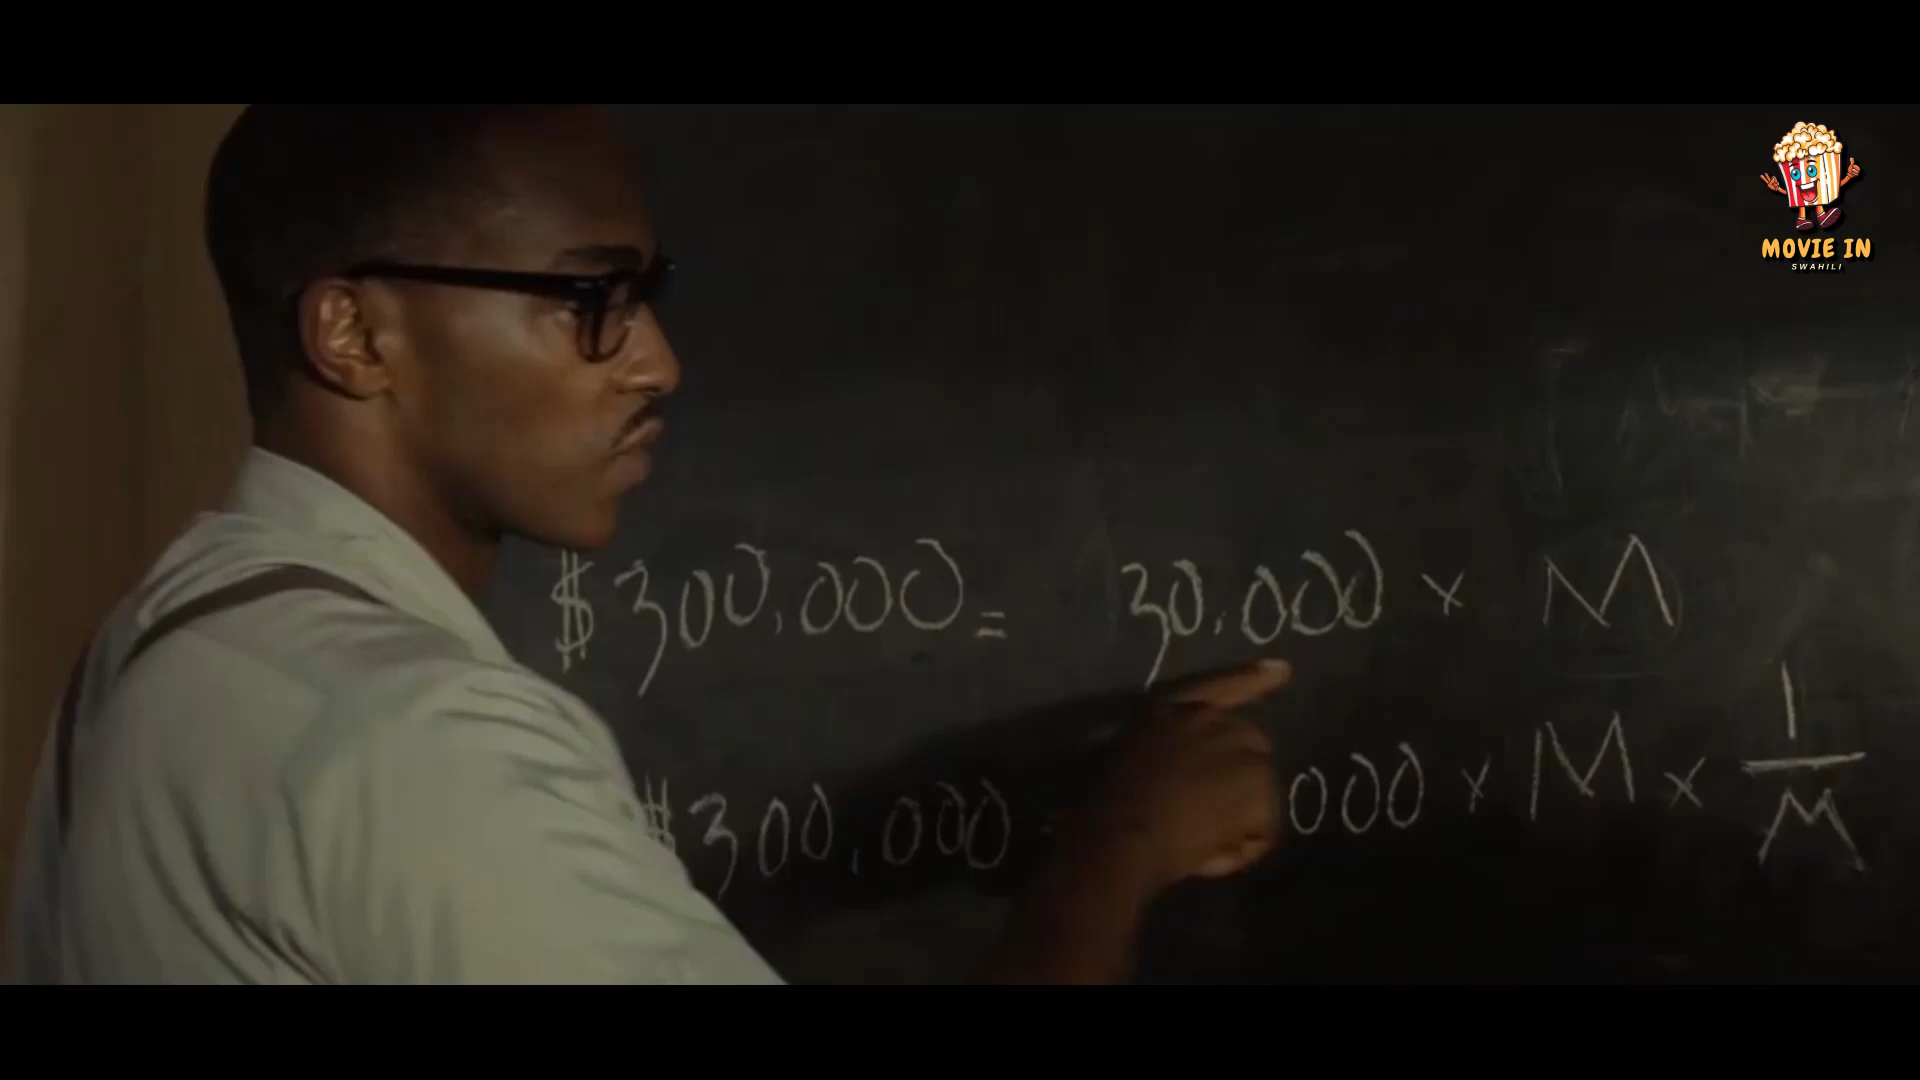 MOVIE IN
SWAHILI
$300,000 = 30,000 x M
$300,000 000 x M x 1/M